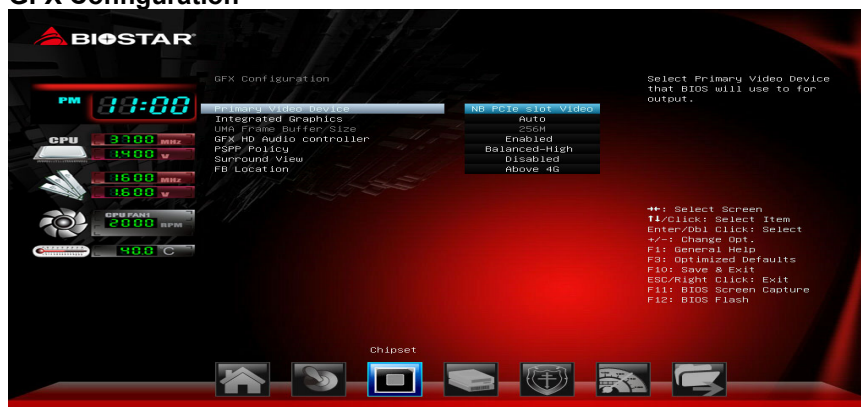 GFX Configuration
BIOSTAR
GFX Configuration
Select Primary Video Device
that BIOS will use to for
output.
PM 11:00
Primary Video Device NB PCIe slot Video
Integrated Graphics Auto
UMA Frame Buffer Size 256M
GFX HD Audio controller Enabled
PSPP Policy Balanced-High
Surround View Disabled
FB Location Above 4G
CPU 3700 MHz
1.400 V
1600 MHz
1.600 V
CPU FAN1
2000 RPM
40.0 C
→←: Select Screen
↑↓/Click: Select Item
Enter/Dbl Click: Select
+/-: Change Opt.
F1: General Help
F3: Optimized Defaults
F10: Save & Exit
ESC/Right Click: Exit
F11: BIOS Screen Capture
F12: BIOS Flash
Chipset